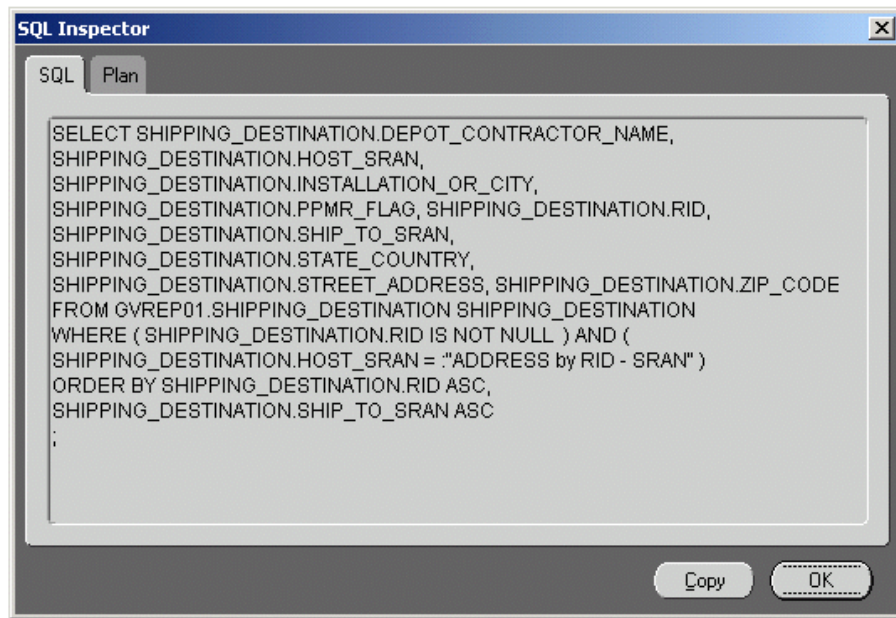 SQL Inspector
SQL Plan
SELECT SHIPPING_DESTINATION.DEPOT_CONTRACTOR_NAME,
SHIPPING_DESTINATION.HOST_SRAN,
SHIPPING_DESTINATION.INSTALLATION_OR_CITY,
SHIPPING_DESTINATION.PPMR_FLAG, SHIPPING_DESTINATION.RID,
SHIPPING_DESTINATION.SHIP_TO_SRAN,
SHIPPING_DESTINATION.STATE_COUNTRY,
SHIPPING_DESTINATION.STREET_ADDRESS, SHIPPING_DESTINATION.ZIP_CODE
FROM GVREP01.SHIPPING_DESTINATION SHIPPING_DESTINATION
WHERE ( SHIPPING_DESTINATION.RID IS NOT NULL  ) AND (
SHIPPING_DESTINATION.HOST_SRAN = :"ADDRESS by RID - SRAN" )
ORDER BY SHIPPING_DESTINATION.RID ASC,
SHIPPING_DESTINATION.SHIP_TO_SRAN ASC
;
Copy OK